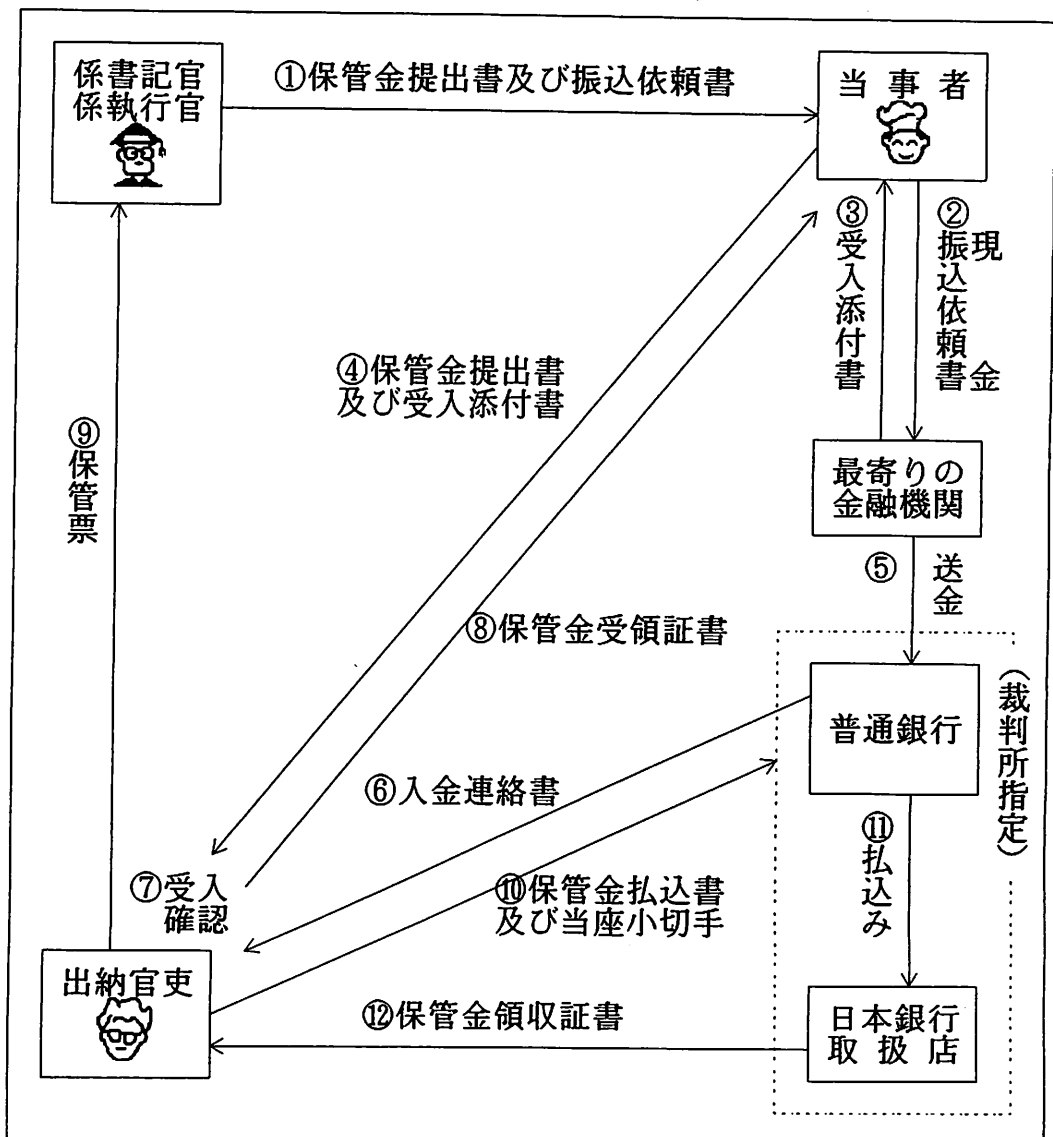 係書記官
係執行官
①保管金提出書及び振込依頼書
当事者
③受入添付書
②振込依頼書
現金
④保管金提出書
及び受入添付書
⑨保管票
最寄りの
金融機関
⑤送金
⑧保管金受領証書
普通銀行
(裁判所指定)
⑥入金連絡書
⑪払込み
⑦受入
確認
⑩保管金払込書
及び当座小切手
出納官吏
⑫保管金領収証書
日本銀行
取扱店